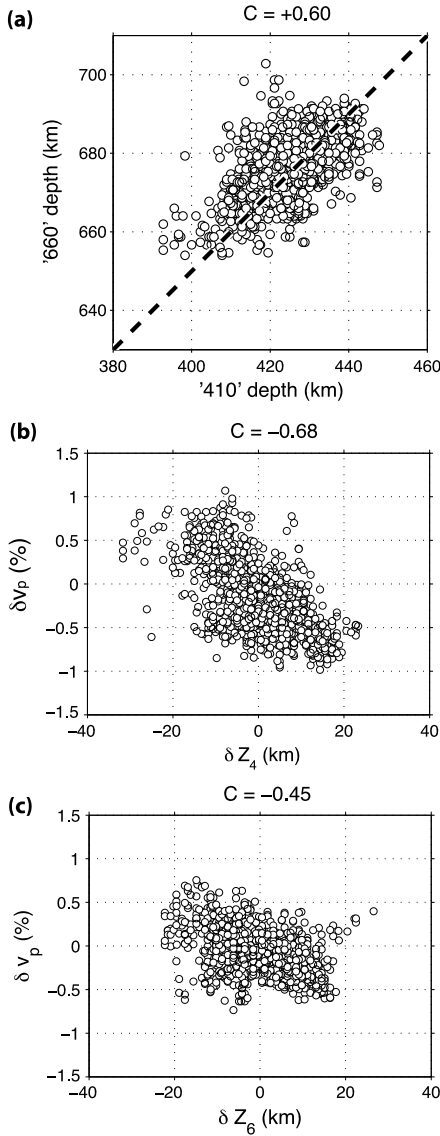 (a)
C = +0.60
700
680
660
640
'660' depth (km)
380
400
420
440
460
'410' depth (km)
(b)
C = −0.68
1.5
1
0.5
0
−0.5
−1
−1.5
δvp (%)
−40
−20
0
20
40
δ Z4 (km)
(c)
C = −0.45
1.5
1
0.5
0
−0.5
−1
−1.5
δ vp (%)
−40
−20
0
20
40
δ Z6 (km)